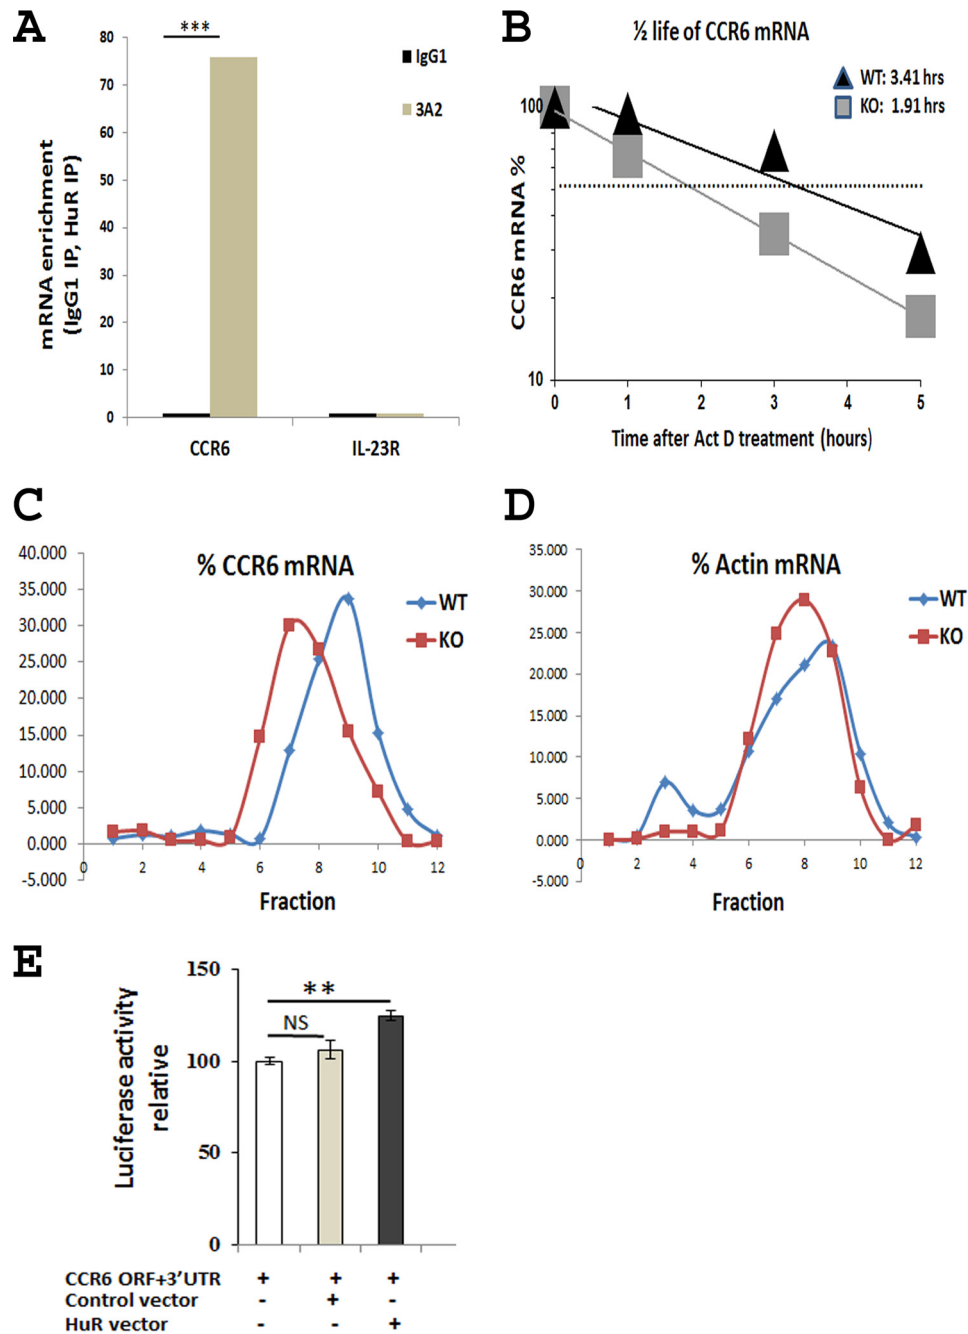 A
***
80
70
60
50
40
30
20
10
0
mRNA enrichment
(IgG1 IP, HuR IP)
IgG1
3A2
CCR6
IL-23R
B
½ life of CCR6 mRNA
WT: 3.41 hrs
KO: 1.91 hrs
CCR6 mRNA %
100
10
0 1 2 3 4 5
Time after Act D treatment (hours)
C
% CCR6 mRNA
40.000
35.000
30.000
25.000
20.000
15.000
10.000
5.000
0.000
-5.000
WT
KO
0 2 4 6 8 10 12
Fraction
D
% Actin mRNA
35.000
30.000
25.000
20.000
15.000
10.000
5.000
0.000
-5.000
WT
KO
0 2 4 6 8 10 12
Fraction
E
Luciferase activity
relative
150
100
50
0
**
NS
CCR6 ORF+3'UTR + + +
Control vector - + -
HuR vector - - +